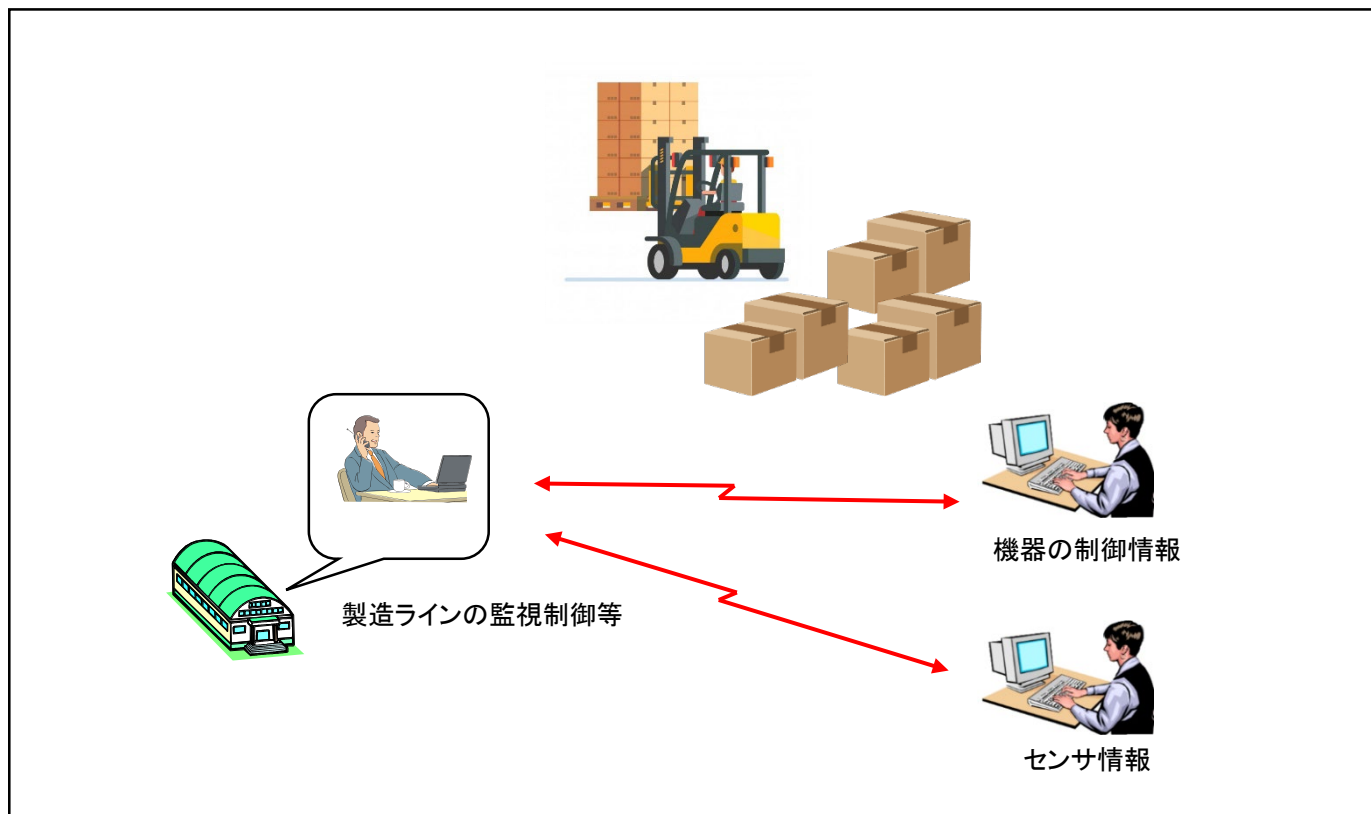 機器の制御情報
製造ラインの監視制御等
センサ情報